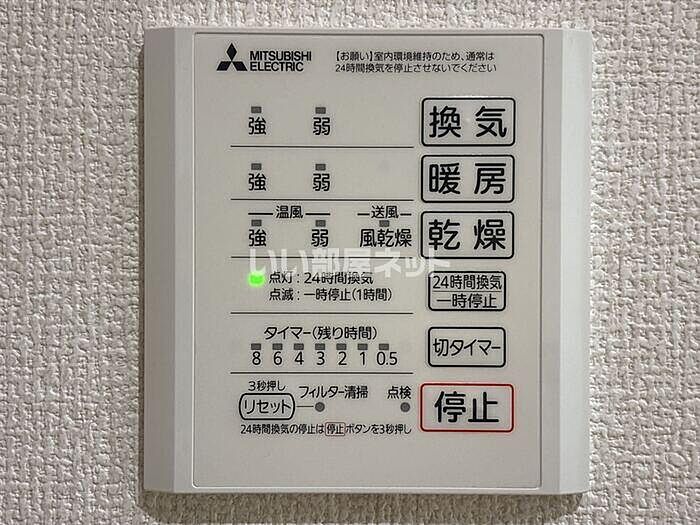 MITSUBISHI
ELECTRIC
【お願い】室内環境維持のため、通常は
24時間換気を停止させないでください
強 弱 換気
強 弱 暖房
温風 送風
強 弱 風乾燥 乾燥
いい部屋ネット
点灯：24時間換気
点滅：一時停止(1時間)
24時間換気
一時停止
タイマー(残り時間)
8 6 4 3 2 1 0.5
切タイマー
3秒押し
リセット フィルター清掃 点検
停止
24時間換気の停止は停止ボタンを3秒押し